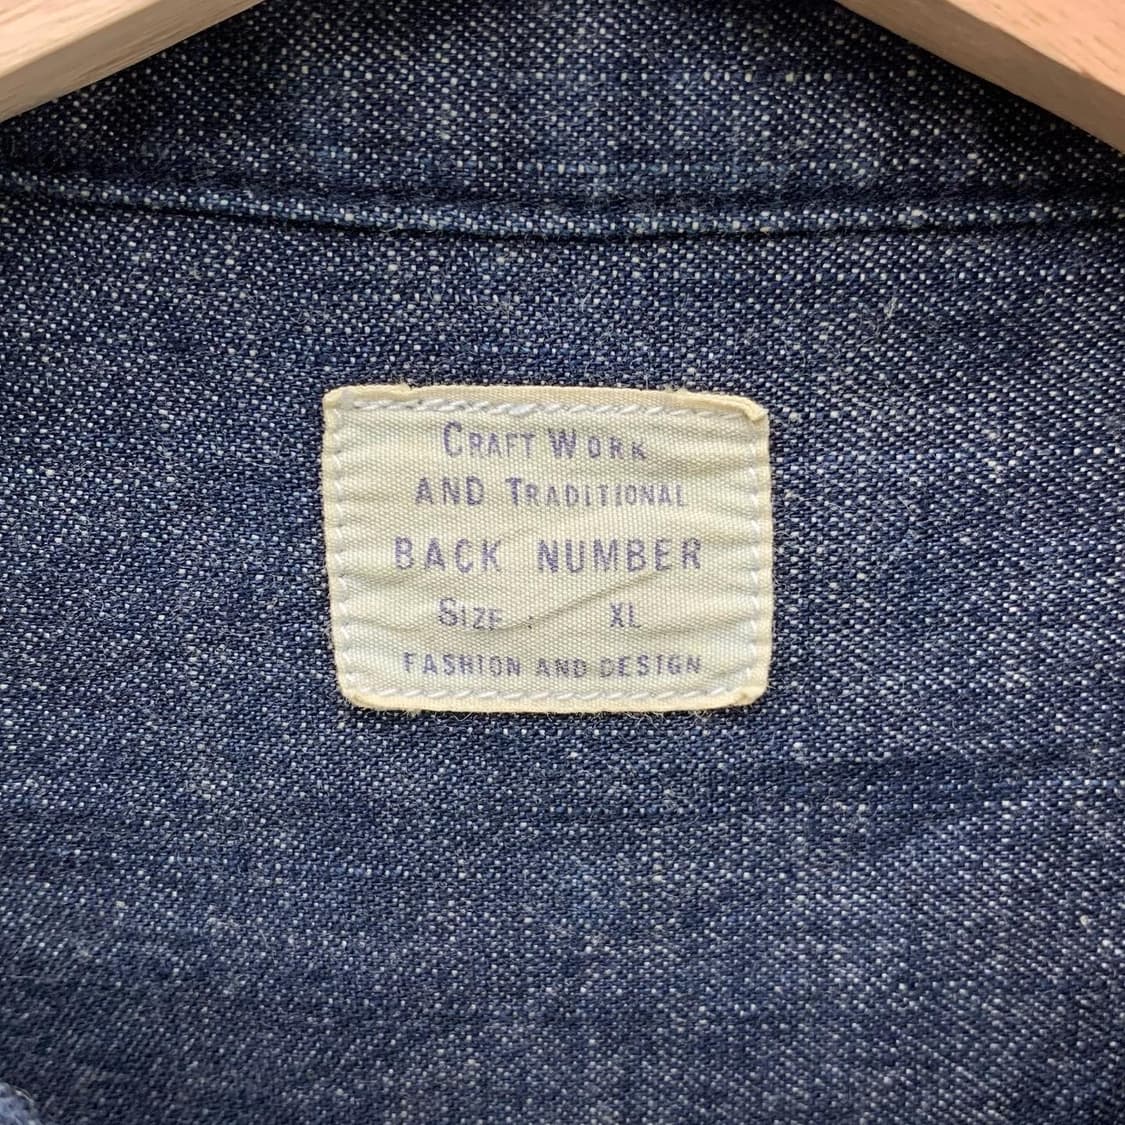 CRAFT WORK
AND TRADITIONAL
BACK NUMBER
SIZE : XL
FASHION AND DESIGN